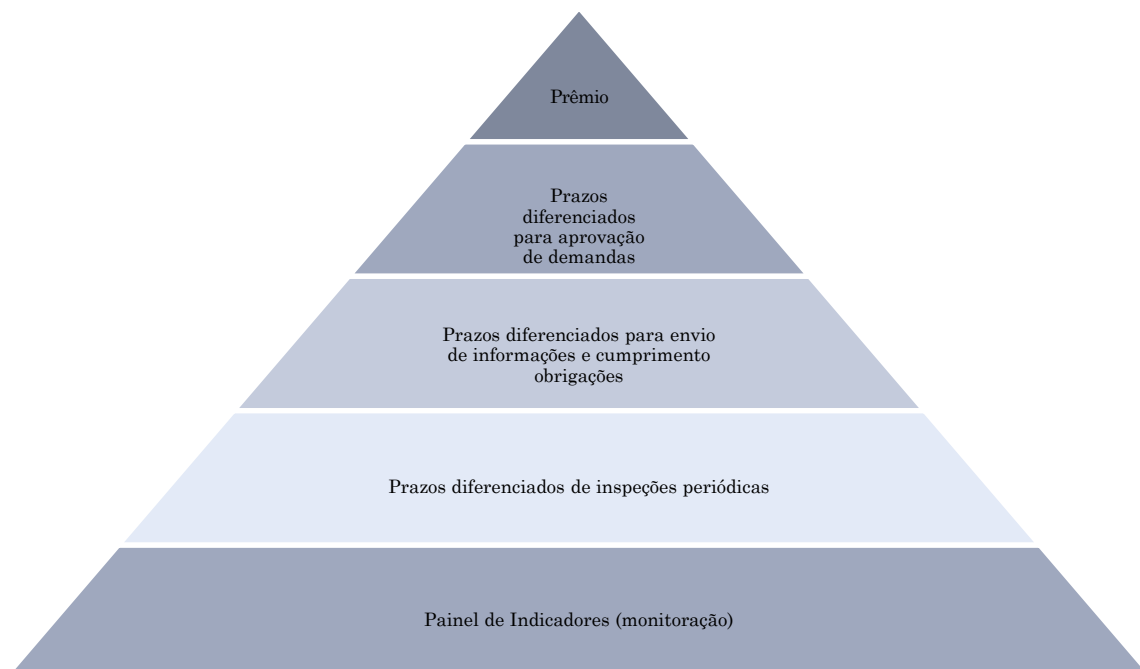 Prêmio
Prazos
diferenciados
para aprovação
de demandas
Prazos diferenciados para envio
de informações e cumprimento
obrigações
Prazos diferenciados de inspeções periódicas
Painel de Indicadores (monitoração)